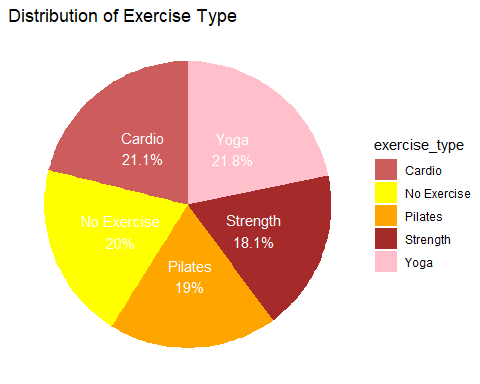 Distribution of Exercise Type
Cardio
21.1%
Yoga
21.8%
No Exercise
20%
Strength
18.1%
Pilates
19%
exercise_type
Cardio
No Exercise
Pilates
Strength
Yoga